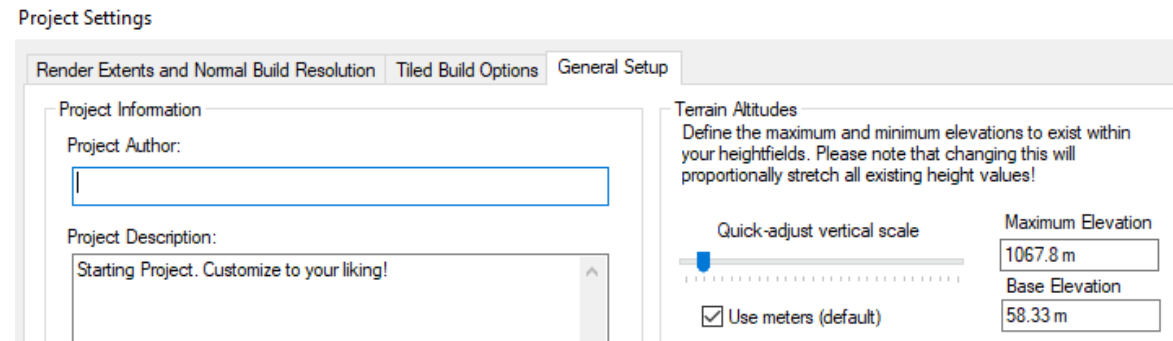 Project Settings
Render Extents and Normal Build Resolution
Tiled Build Options
General Setup
Project Information
Project Author:
Project Description:
Starting Project. Customize to your liking!
Terrain Altitudes
Define the maximum and minimum elevations to exist within
your heightfields. Please note that changing this will
proportionally stretch all existing height values!
Quick-adjust vertical scale
Maximum Elevation
1067.8 m
Base Elevation
58.33 m
Use meters (default)